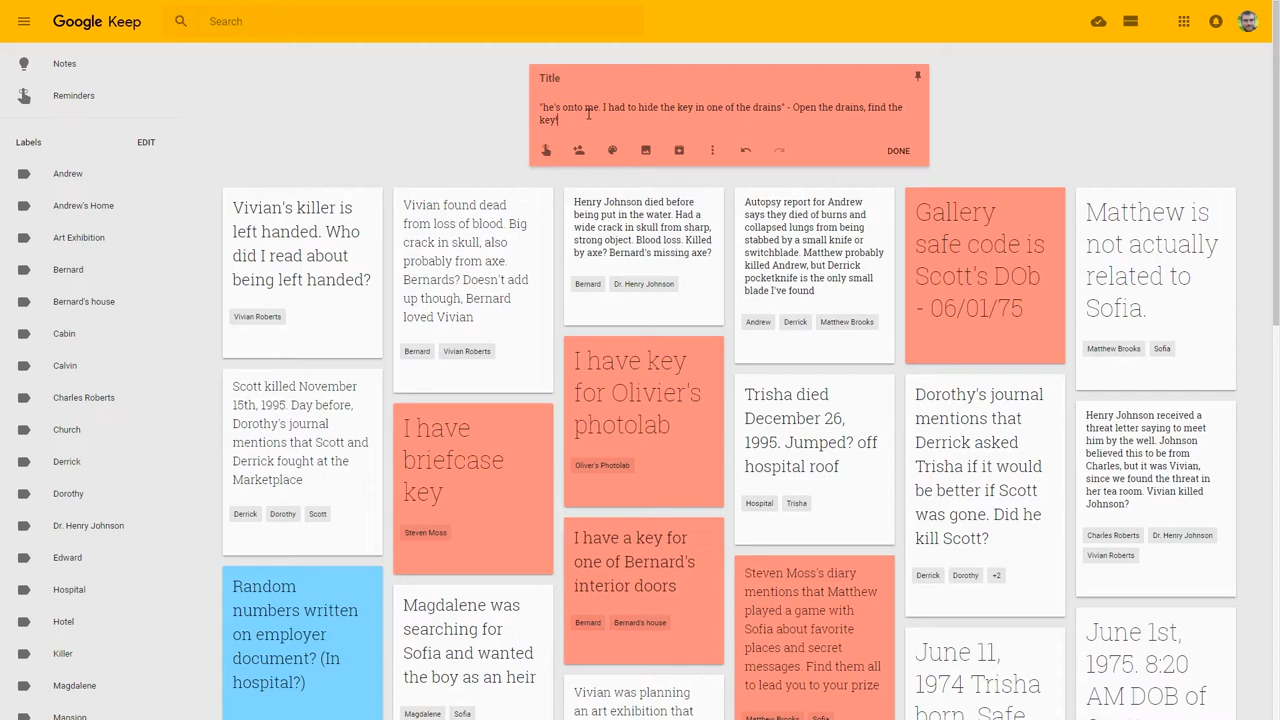 Google Keep
Search
Notes
Reminders
Labels
EDIT
Andrew
Andrew's Home
Art Exhibition
Bernard
Bernard's house
Cabin
Calvin
Charles Roberts
Church
Derrick
Dorothy
Dr. Henry Johnson
Edward
Hospital
Hotel
Killer
Magdalene
Mansion
Title
"he's onto me. I had to hide the key in one of the drains" - Open the drains, find the
key!
DONE
Vivian's killer is
left handed. Who
did I read about
being left handed?
Vivian Roberts
Scott killed November
15th, 1995. Day before,
Dorothy's journal
mentions that Scott and
Derrick fought at the
Marketplace
Derrick
Dorothy
Scott
Random
numbers written
on employer
document? (In
hospital?)
Vivian found dead
from loss of blood. Big
crack in skull, also
probably from axe.
Bernards? Doesn't add
up though, Bernard
loved Vivian
Bernard
Vivian Roberts
I have
briefcase
key
Steven Moss
Magdalene was
searching for
Sofia and wanted
the boy as an heir
Magdalene
Sofia
Henry Johnson died before
being put in the water. Had a
wide crack in skull from sharp,
strong object. Blood loss. Killed
by axe? Bernard's missing axe?
Bernard
Dr. Henry Johnson
I have key
for Olivier's
photolab
Oliver's Photolab
I have a key for
one of Bernard's
interior doors
Bernard
Bernard's house
Vivian was planning
an art exhibition that
Autopsy report for Andrew
says they died of burns and
collapsed lungs from being
stabbed by a small knife or
switchblade. Matthew probably
killed Andrew, but Derrick
pocketknife is the only small
blade I've found
Andrew
Derrick
Matthew Brooks
Trisha died
December 26,
1995. Jumped? off
hospital roof
Hospital
Trisha
Steven Moss's diary
mentions that Matthew
played a game with
Sofia about favorite
places and secret
messages. Find them all
to lead you to your prize
Matthew Brooks
Sofia
Gallery
safe code is
Scott's DOb
- 06/01/75
Dorothy's journal
mentions that
Derrick asked
Trisha if it would
be better if Scott
was gone. Did he
kill Scott?
Derrick
Dorothy
+2
June 11,
1974 Trisha
born. Safe
Matthew is
not actually
related to
Sofia.
Matthew Brooks
Sofia
Henry Johnson received a
threat letter saying to meet
him by the well. Johnson
believed this to be from
Charles, but it was Vivian,
since we found the threat in
her tea room. Vivian killed
Johnson?
Charles Roberts
Dr. Henry Johnson
Vivian Roberts
June 1st,
1975. 8:20
AM DOB of